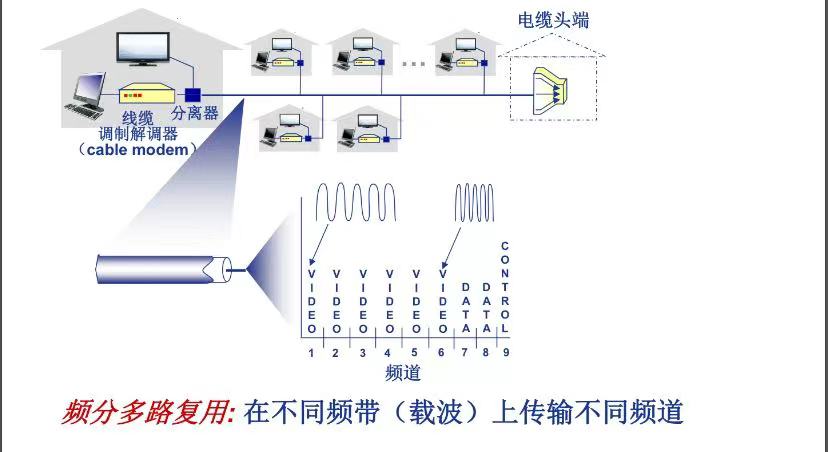 电缆头端
线缆
分离器
调制解调器
（cable modem）
VIDEO VIDEO VIDEO VIDEO VIDEO VIDEO DATA DATA CONTROL
1 2 3 4 5 6 7 8 9
频道
频分多路复用: 在不同频带（载波）上传输不同频道